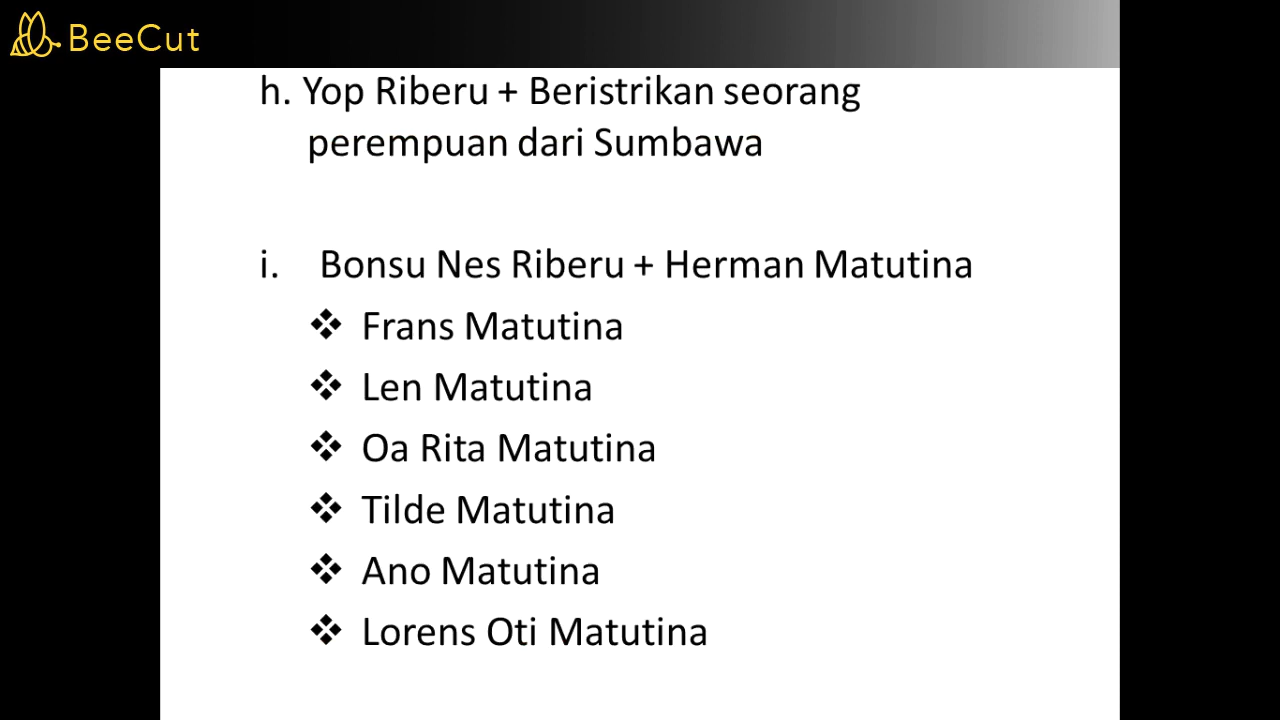 BeeCut
h. Yop Riberu + Beristrikan seorang
perempuan dari Sumbawa
i. Bonsu Nes Riberu + Herman Matutina
❖ Frans Matutina
❖ Len Matutina
❖ Oa Rita Matutina
❖ Tilde Matutina
❖ Ano Matutina
❖ Lorens Oti Matutina